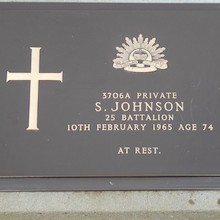 3706A PRIVATE
S. JOHNSON
25 BATTALION
10TH FEBRUARY 1965 AGE 74
AT REST.